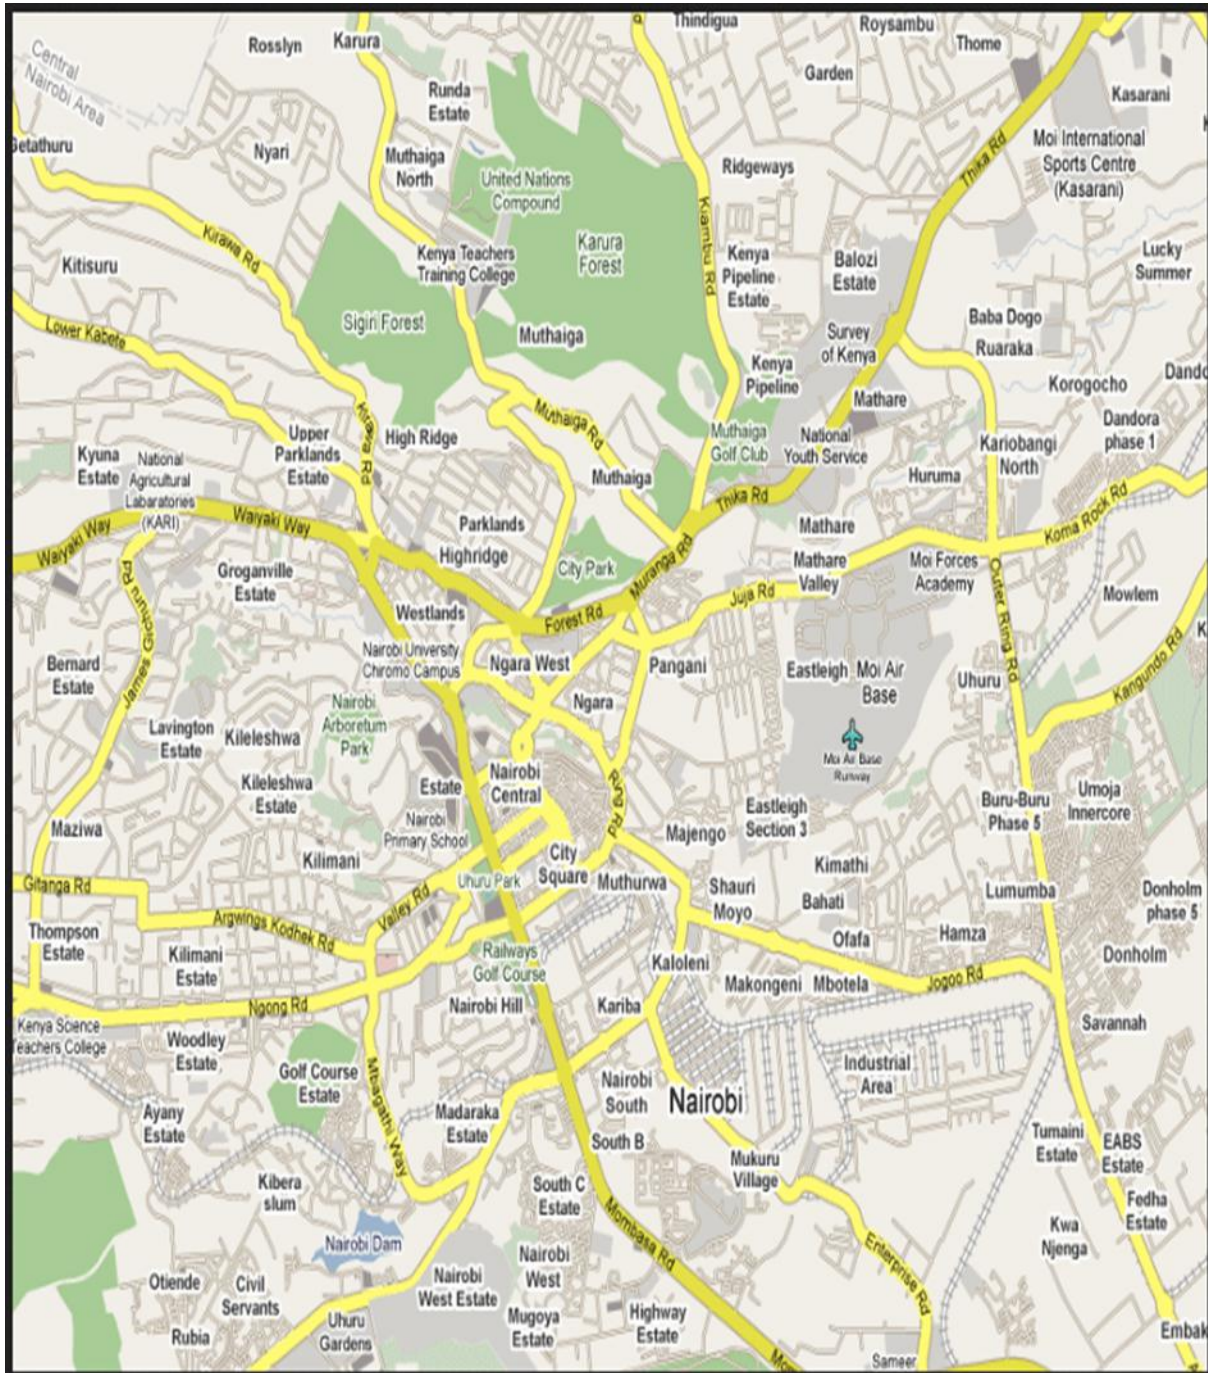 Thindigua
Roysambu
Rosslyn
Karura
Thome
Central
Nairobi Area
Garden
Runda
Estate
Kasarani
Thika Rd
Moi International
Sports Centre
(Kasarani)
Nyari
Muthaiga
North
Ridgeways
United Nations
Compound
Kiambu Rd
Kirawa Rd
Karura
Forest
Kenya Teachers
Training College
Kenya
Pipeline
Estate
Balozi
Estate
Lucky
Summer
Kitisuru
Sigiri Forest
Muthaiga
Lower Kabete
Survey
of Kenya
Baba Dogo
Ruaraka
Kenya
Pipeline
Korogocho
Mathare
Kirawa Rd
Muthaiga Rd
High Ridge
Dandora
phase 1
Upper
Parklands
Estate
Muthaiga
Golf Club
National
Youth Service
Kariobangi
North
Kyuna
Estate
National
Agricultural
Labaratories
(KARI)
Muthaiga
Huruma
Thika Rd
Koma Rock Rd
Waiyaki Way
Waiyaki Way
Parklands
Highridge
Mathare
Muranga Rd
Mathare
Valley
Moi Forces
Academy
City Park
Groganville
Estate
James Gichuru Rd
Juja Rd
Outer Ring Rd
Mowlem
Westlands
Forest Rd
Nairobi University
Chiromo Campus
Ngara West
Pangani
Eastleigh
Moi Air
Base
Uhuru
Kangundo Rd
Bernard
Estate
Ngara
Nairobi
Arboretum
Park
Lavington
Estate
Kileleshwa
Moi Air Base
Runway
Kileleshwa
Estate
Estate
Nairobi
Central
Ring Rd
Buru-Buru
Phase 5
Umoja
Innercore
Eastleigh
Section 3
Maziwa
Nairobi
Primary School
Majengo
Kilimani
City
Square
Kimathi
Gitanga Rd
Uhuru Park
Muthurwa
Shauri
Moyo
Lumumba
Donholm
phase 5
Valley Rd
Bahati
Argwings Kodhek Rd
Thompson
Estate
Ofafa
Hamza
Kilimani
Estate
Railways
Golf Course
Kaloleni
Donholm
Makongeni
Mbotela
Jogoo Rd
Ngong Rd
Nairobi Hill
Kariba
Kenya Science
Teachers College
Savannah
Woodley
Estate
Golf Course
Estate
Mbagathi Way
Industrial
Area
Nairobi
South
Nairobi
Ayany
Estate
Madaraka
Estate
South B
Tumaini
Estate
EABS
Estate
Mukuru
Village
Kibera
slum
South C
Estate
Fedha
Estate
Mombasa Rd
Kwa
Njenga
Nairobi Dam
Enterprise Rd
Nairobi
West
Otiende
Civil
Servants
Nairobi
West Estate
Mugoya
Estate
Highway
Estate
Uhuru
Gardens
Rubia
Sameer